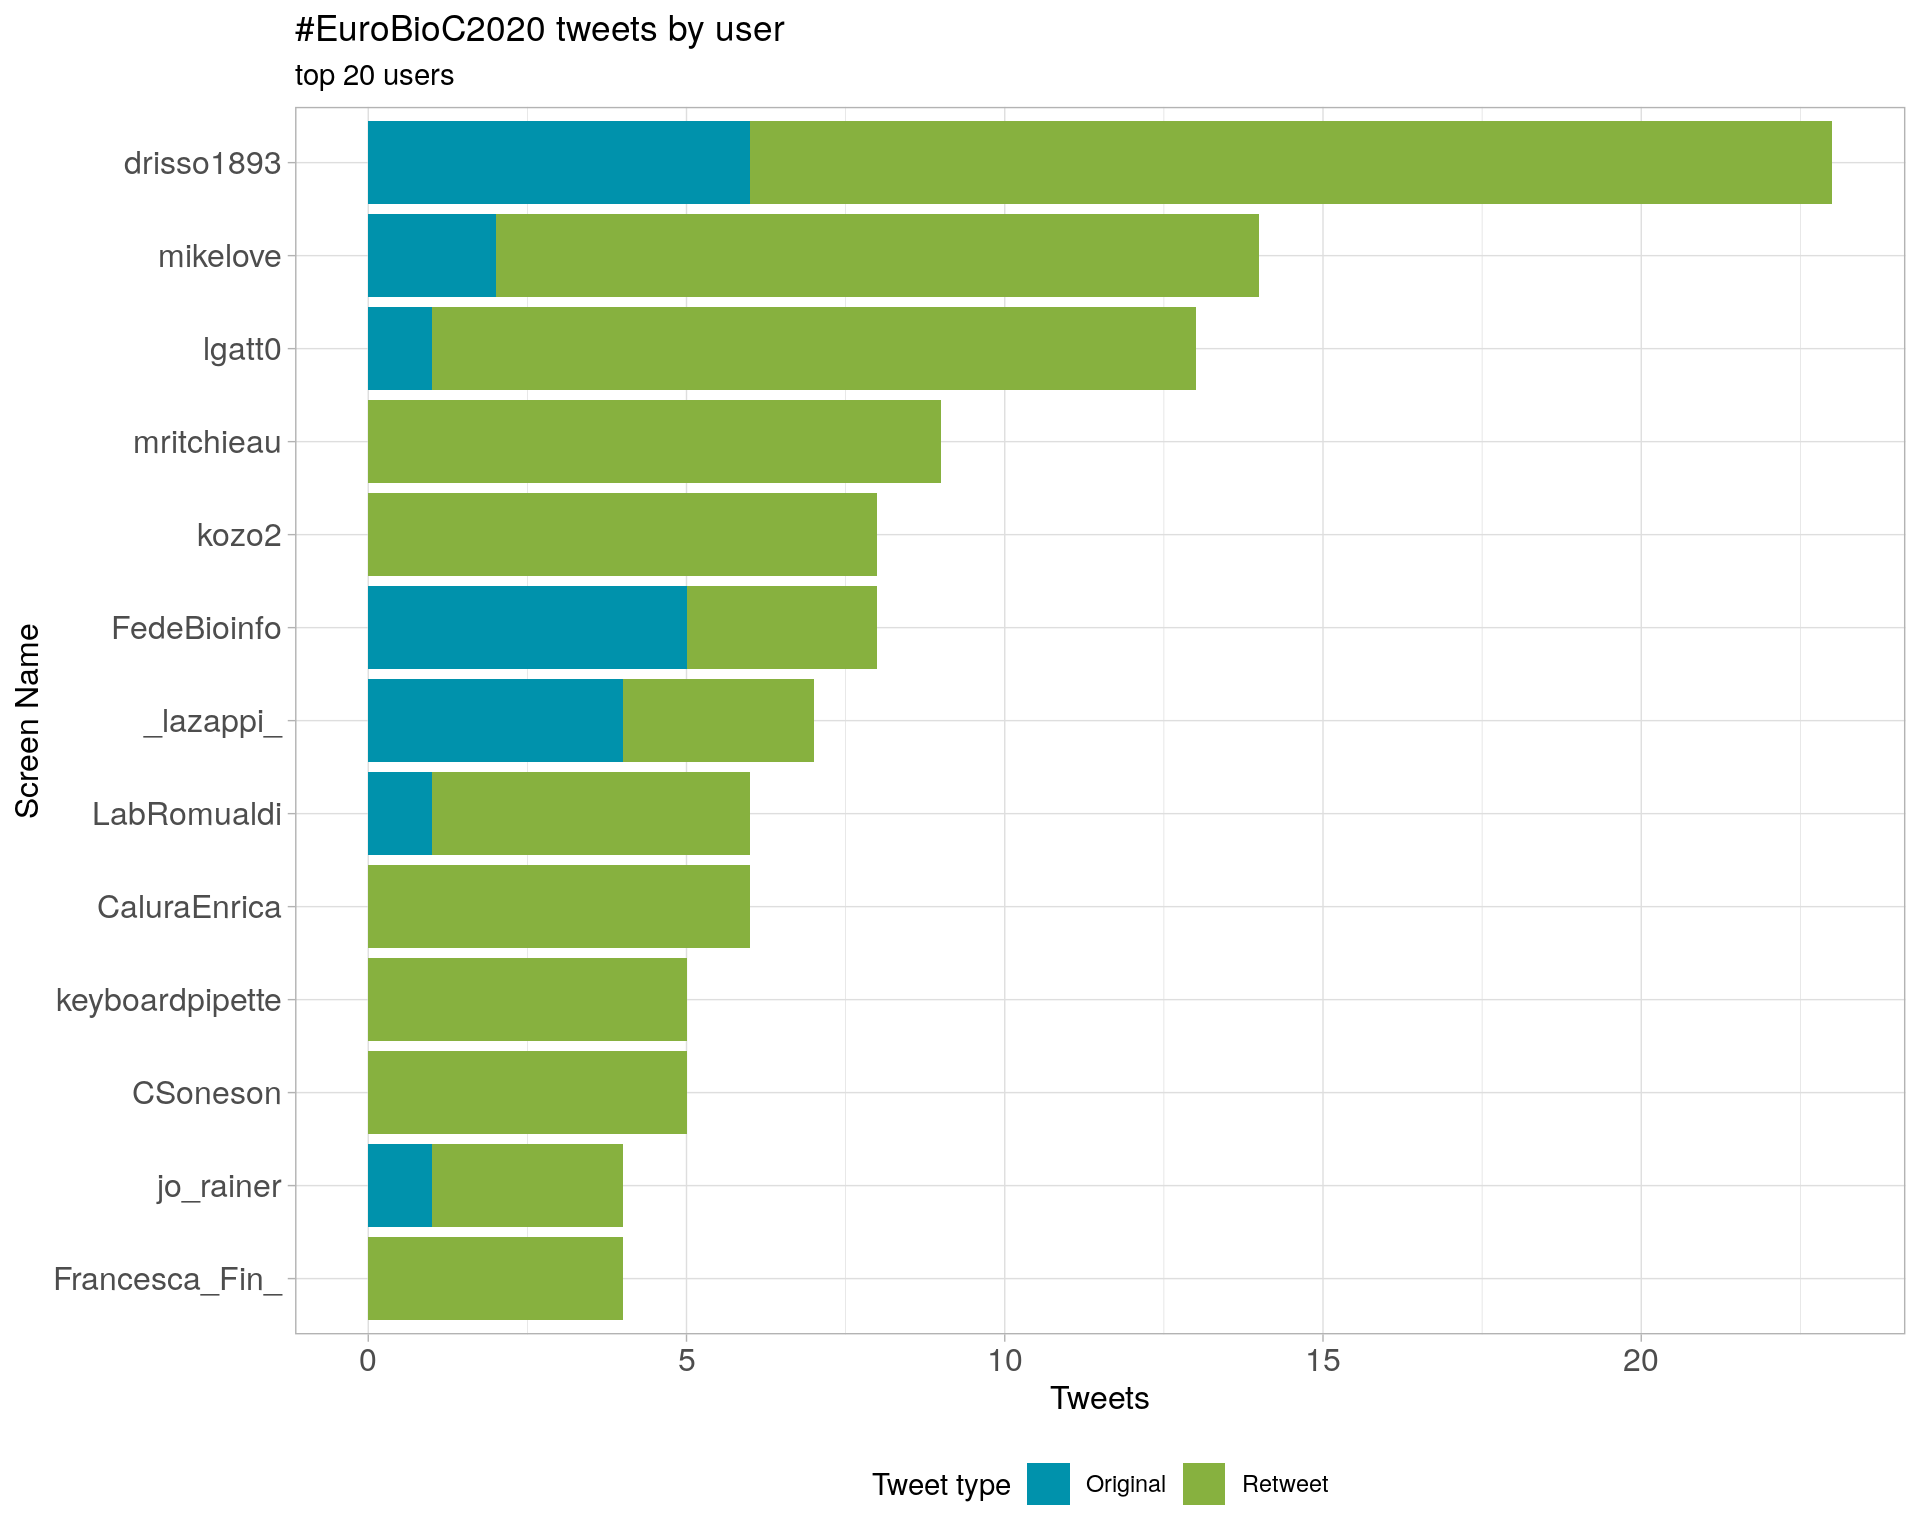 #EuroBioC2020 tweets by user
top 20 users
Screen Name
drisso1893
mikelove
lgatt0
mritchieau
kozo2
FedeBioinfo
_lazappi_
LabRomualdi
CaluraEnrica
keyboardpipette
CSoneson
jo_rainer
Francesca_Fin_
0 5 10 15 20
Tweets
Tweet type Original Retweet